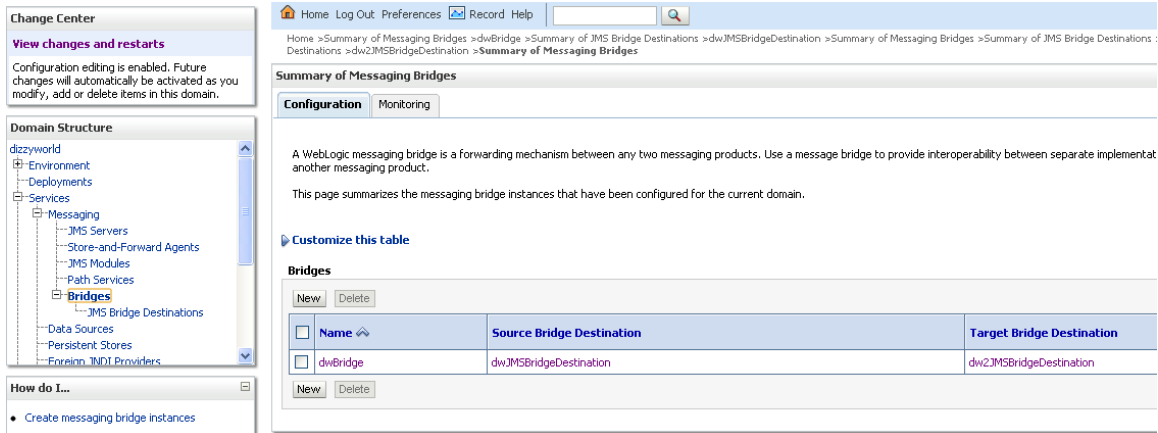 Change Center
View changes and restarts
Configuration editing is enabled. Future
changes will automatically be activated as you
modify, add or delete items in this domain.
Domain Structure
dizzyworld
Environment
Deployments
Services
Messaging
JMS Servers
Store-and-Forward Agents
JMS Modules
Path Services
Bridges
JMS Bridge Destinations
Data Sources
Persistent Stores
Foreign JNDI Providers
How do I...
Create messaging bridge instances
Home Log Out Preferences Record Help
Home >Summary of Messaging Bridges >dwBridge >Summary of JMS Bridge Destinations >dwJMSBridgeDestination >Summary of Messaging Bridges >Summary of JMS Bridge Destinations >
Destinations >dw2JMSBridgeDestination >Summary of Messaging Bridges
Summary of Messaging Bridges
Configuration Monitoring
A WebLogic messaging bridge is a forwarding mechanism between any two messaging products. Use a message bridge to provide interoperability between separate implementat
another messaging product.
This page summarizes the messaging bridge instances that have been configured for the current domain.
Customize this table
Bridges
New Delete
Name Source Bridge Destination Target Bridge Destination
dwBridge dwJMSBridgeDestination dw2JMSBridgeDestination
New Delete